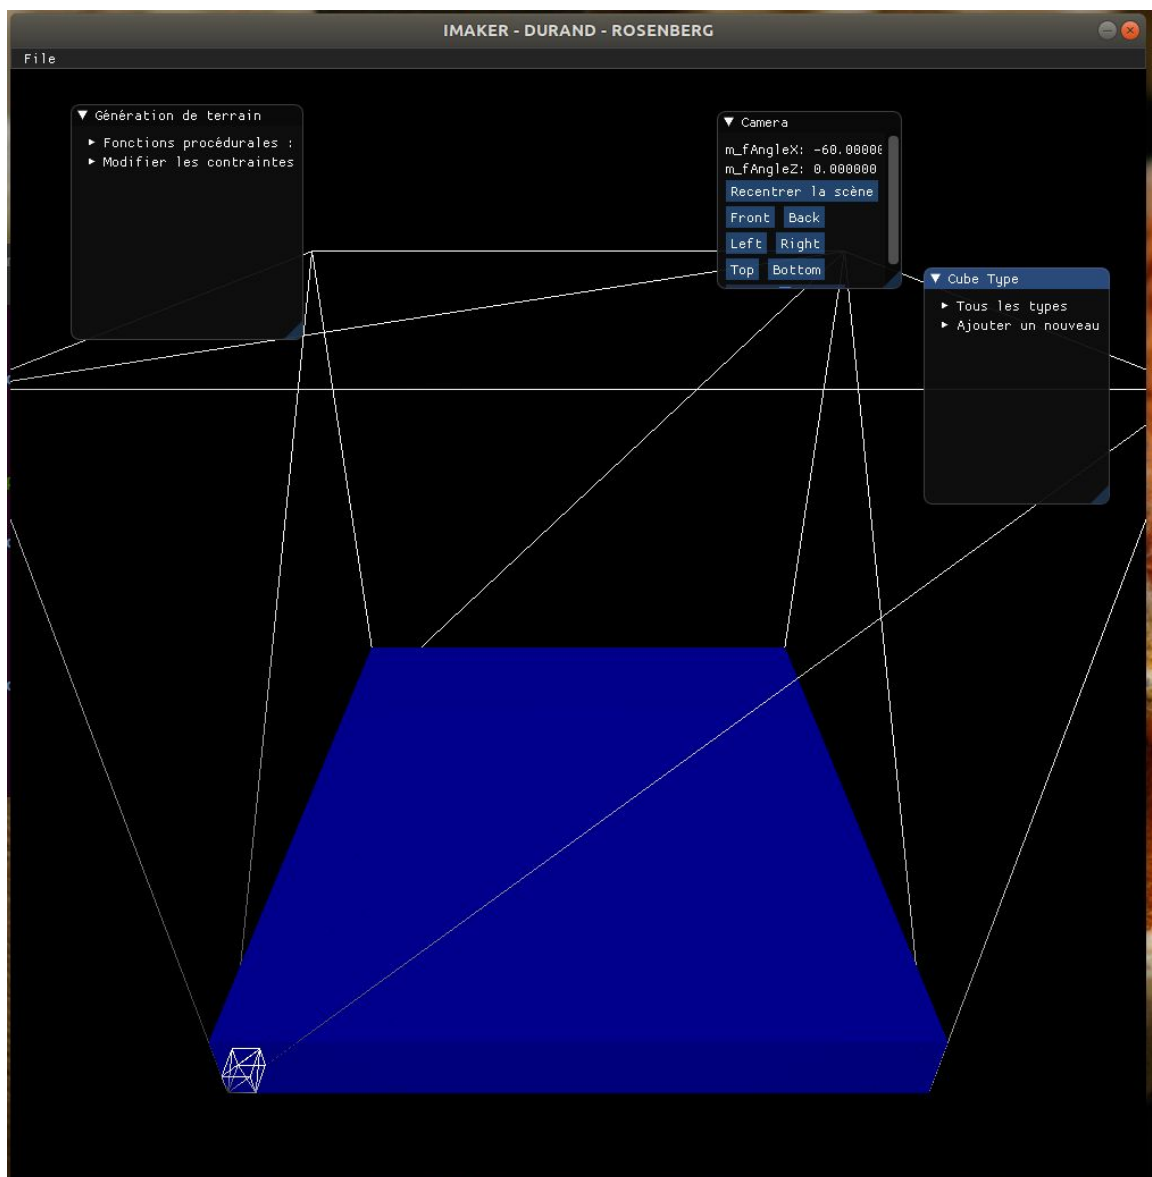 IMAKER - DURAND - ROSENBERG
File
Génération de terrain
Fonctions procédurales :
Modifier les contraintes
Camera
m_fAngleX: -60.00000
m_fAngleZ: 0.000000
Recentrer la scène
Front Back
Left Right
Top Bottom
Cube Type
Tous les types
Ajouter un nouveau